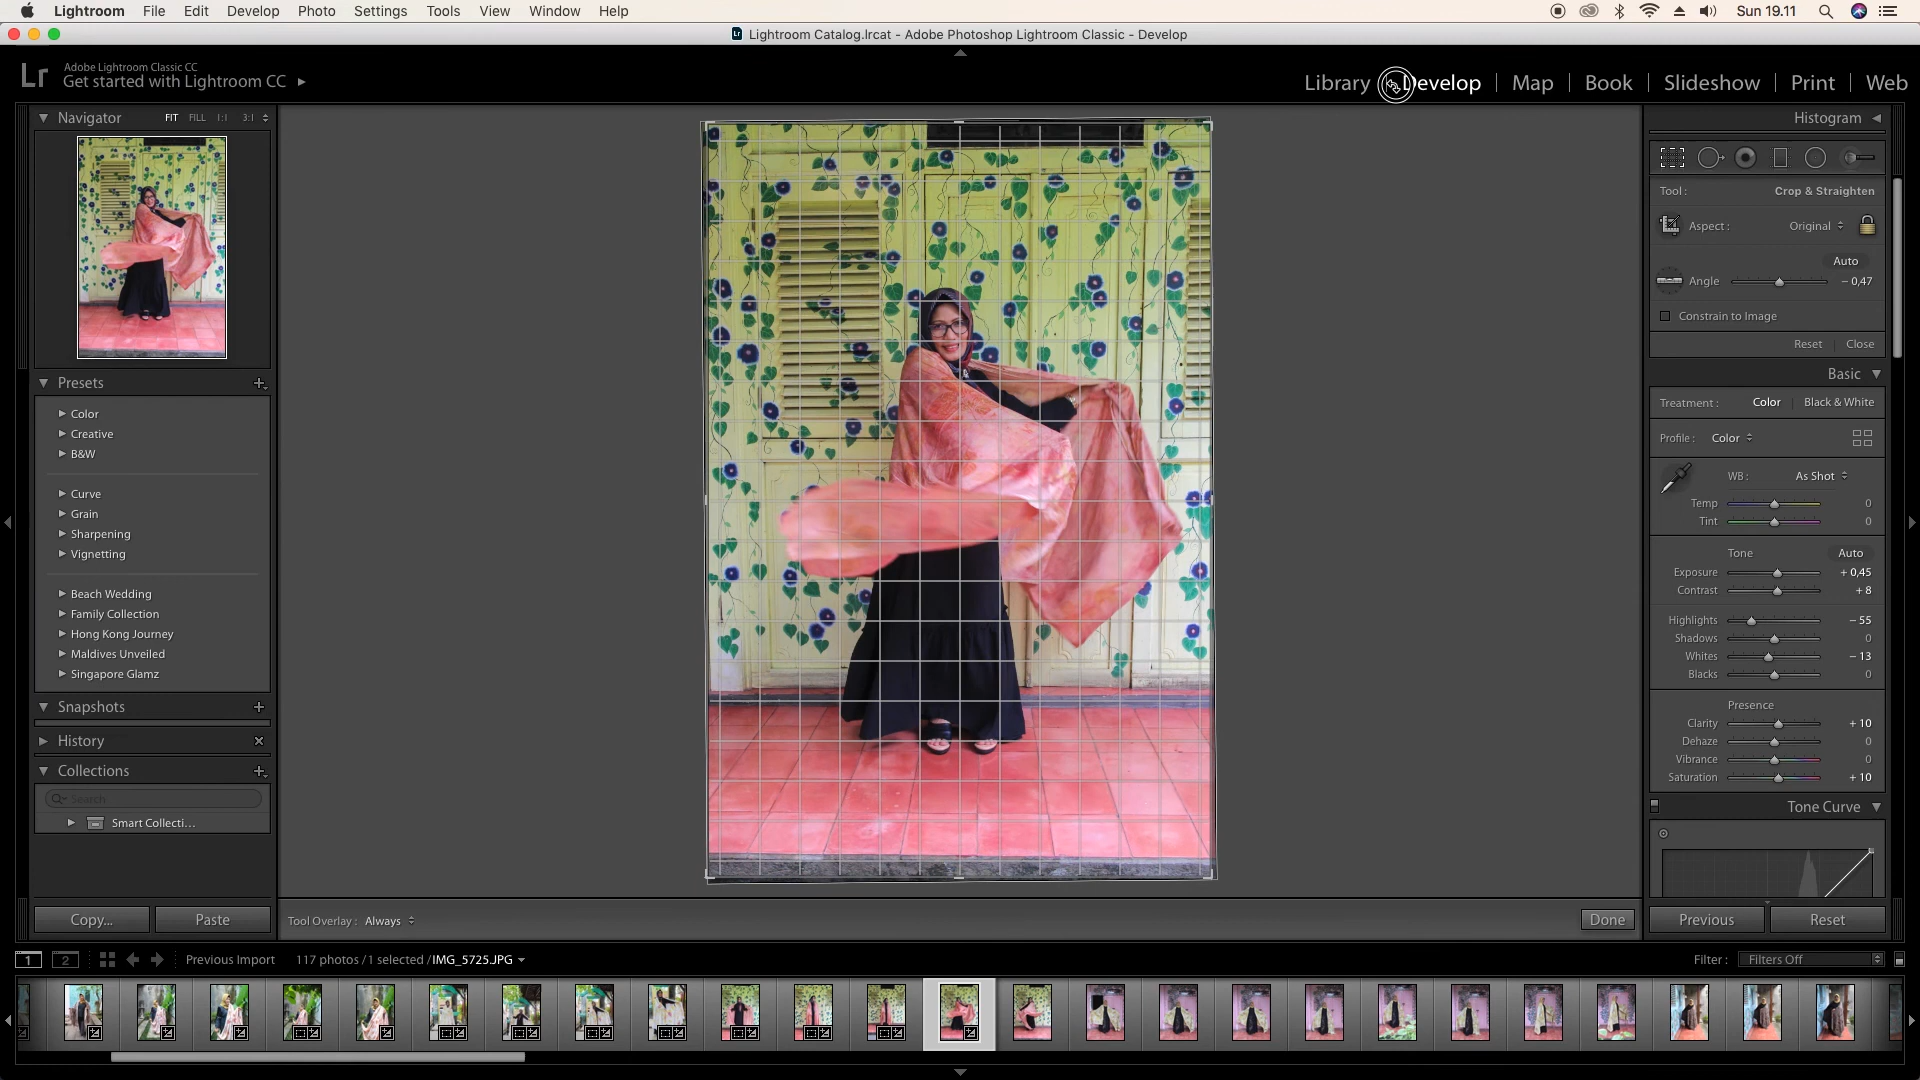 Lightroom File Edit Develop Photo Settings Tools View Window Help Sun 19.11
Lr Lightroom Catalog.lrcat - Adobe Photoshop Lightroom Classic - Develop
Lr Adobe Lightroom Classic CC
Get started with Lightroom CC
Library Develop | Map | Book | Slideshow | Print | Web
Navigator FIT FILL 1:1 3:1
Presets
Color
Creative
B&W
Curve
Grain
Sharpening
Vignetting
Beach Wedding
Family Collection
Hong Kong Journey
Maldives Unveiled
Singapore Glamz
Snapshots
History
Collections
Search
Smart Collecti...
Copy... Paste
Tool Overlay : Always Done
Histogram
Tool : Crop & Straighten
Aspect : Original
Auto
Angle - 0,47
Constrain to Image
Reset Close
Basic
Treatment : Color Black & White
Profile : Color
WB : As Shot
Temp 0
Tint 0
Tone Auto
Exposure + 0,45
Contrast + 8
Highlights - 55
Shadows 0
Whites - 13
Blacks 0
Presence
Clarity + 10
Dehaze 0
Vibrance 0
Saturation + 10
Tone Curve
Previous Reset
1 2 Previous Import 117 photos / 1 selected / IMG_5725.JPG Filter : Filters Off